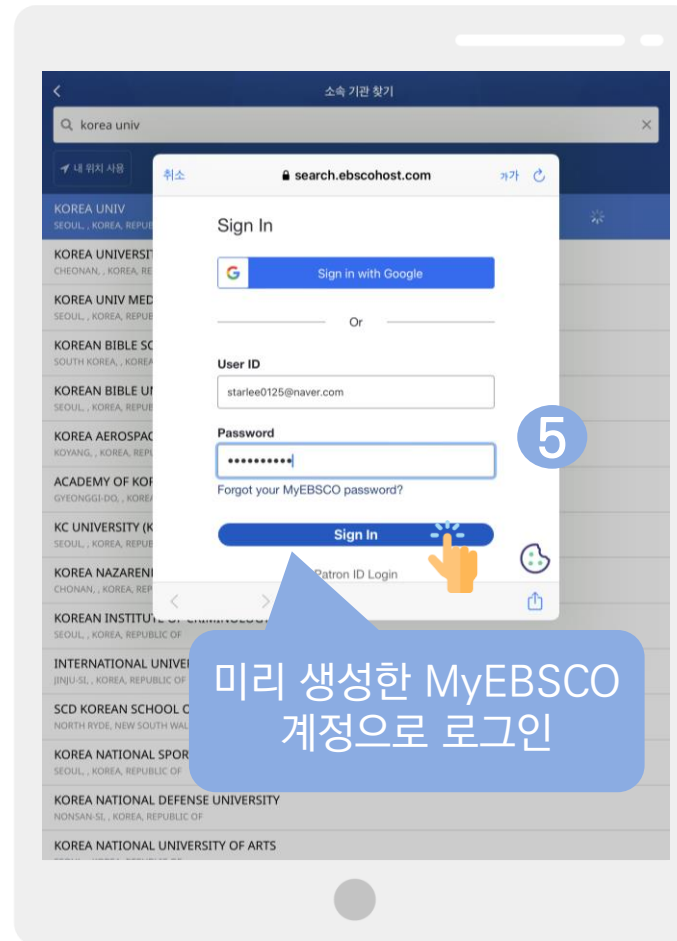 소속 기관 찾기
korea univ
내 위치 사용
취소
search.ebscohost.com
가가
KOREA UNIV
SEOUL, , KOREA, REPUB
Sign In
KOREA UNIVERSIT
CHEONAN, , KOREA, RE
Sign in with Google
KOREA UNIV MED
SEOUL, , KOREA, REPUB
Or
KOREAN BIBLE SC
SOUTH KOREA, , KOREA
User ID
starlee0125@naver.com
KOREAN BIBLE UN
SEOUL, , KOREA, REPUB
Password
5
KOREA AEROSPAC
KOYANG, , KOREA, REPU
••••••••••
ACADEMY OF KOR
GYEONGGI-DO, , KOREA
Forgot your MyEBSCO password?
KC UNIVERSITY (K
SEOUL, , KOREA, REPUB
Sign In
KOREA NAZAREN
CHONAN, , KOREA, REP
Patron ID Login
KOREAN INSTITUTE OF CRIMINOLOGY
SEOUL, , KOREA, REPUBLIC OF
INTERNATIONAL UNIVE
JINJU-SI, , KOREA, REPUBLIC OF
미리 생성한 MyEBSCO
계정으로 로그인
SCD KOREAN SCHOOL O
NORTH RYDE, NEW SOUTH WAL
KOREA NATIONAL SPOR
SEOUL, , KOREA, REPUBLIC OF
KOREA NATIONAL DEFENSE UNIVERSITY
NONSAN-SI, , KOREA, REPUBLIC OF
KOREA NATIONAL UNIVERSITY OF ARTS